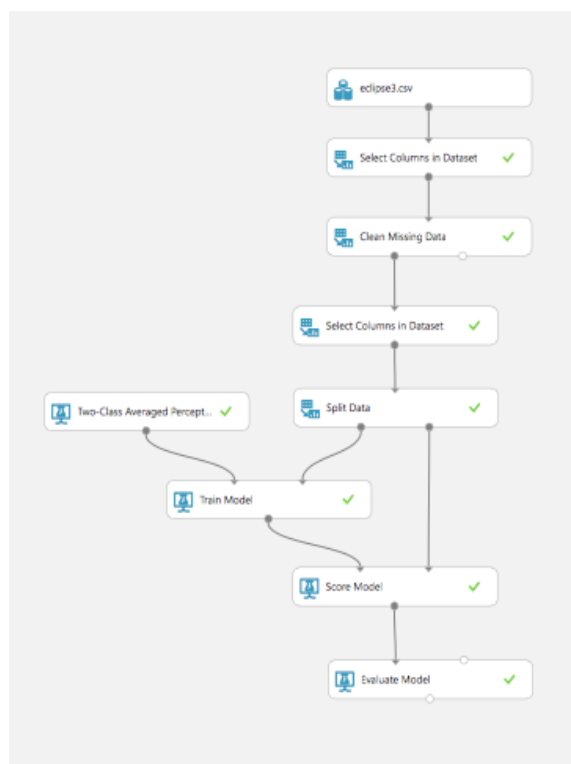 eclipse3.csv
Select Columns in Dataset
Clean Missing Data
Select Columns in Dataset
Two-Class Averaged Percept...
Split Data
Train Model
Score Model
Evaluate Model